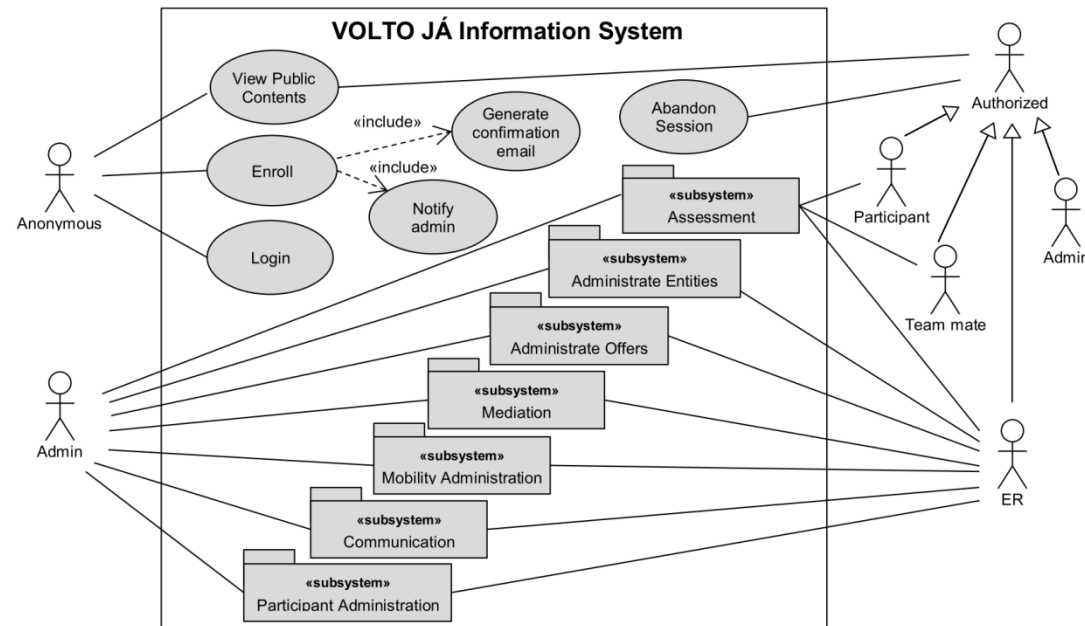 VOLTO JÁ Information System
View Public
Contents
Generate
confirmation
email
Abandon
Session
Authorized
«include»
Enroll
«include»
Notify
admin
Anonymous
Login
«subsystem»
Assessment
Participant
Admin
«subsystem»
Administrate Entities
Team mate
«subsystem»
Administrate Offers
«subsystem»
Mediation
Admin
«subsystem»
Mobility Administration
ER
«subsystem»
Communication
«subsystem»
Participant Administration